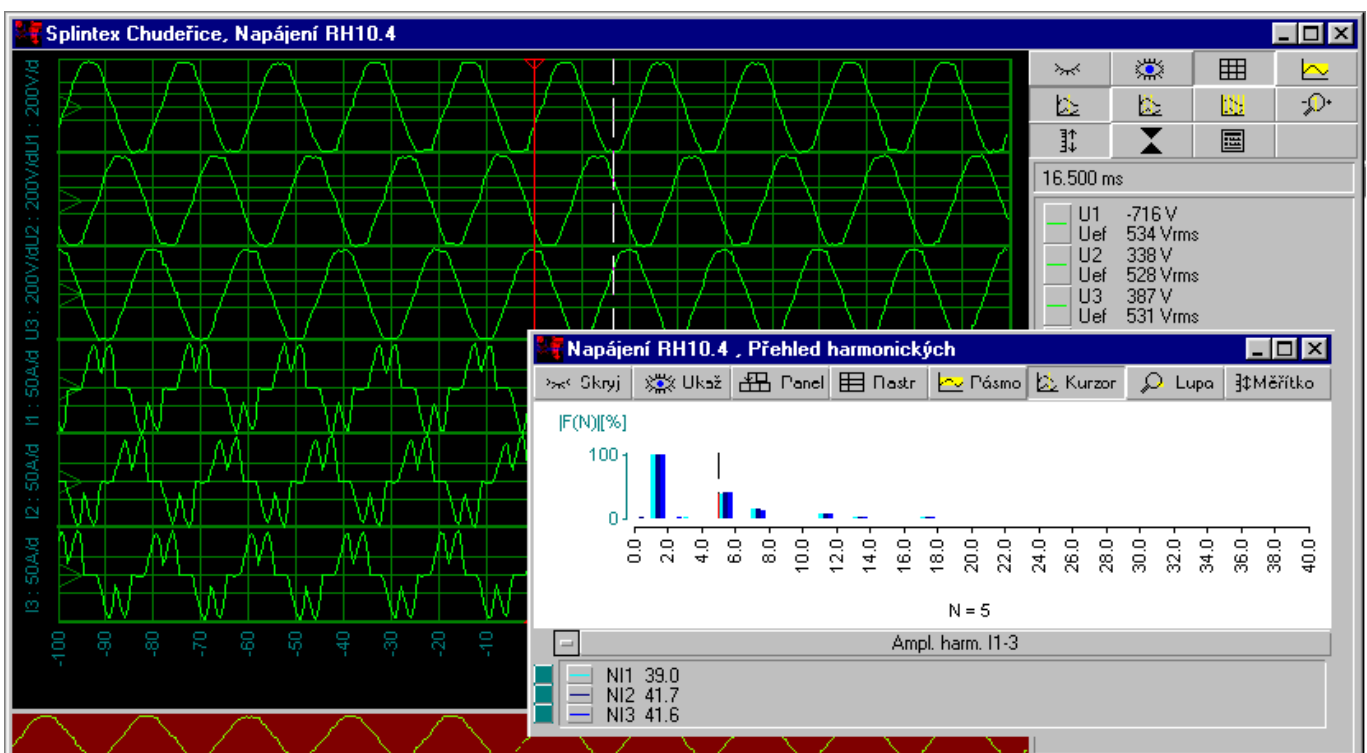 Splintex Chudeřice, Napájení RH10.4
U1 : 200V/d
U2 : 200V/d
U3 : 200V/d
I1 : 50A/d
I2 : 50A/d
I3 : 50A/d
-100 -90 -80 -70 -60 -50 -40 -30 -20 -10
16.500 ms
U1 -716 V
Uef 534 Vrms
U2 338 V
Uef 528 Vrms
U3 387 V
Uef 531 Vrms
Napájení RH10.4 , Přehled harmonických
Skryj Ukaž Panel Nastr Pásmo Kurzor Lupa Měřítko
|F(N)|[%]
100
0
0.0 2.0 4.0 6.0 8.0 10.0 12.0 14.0 16.0 18.0 20.0 22.0 24.0 26.0 28.0 30.0 32.0 34.0 36.0 38.0 40.0
N = 5
Ampl. harm. I1-3
NI1 39.0
NI2 41.7
NI3 41.6